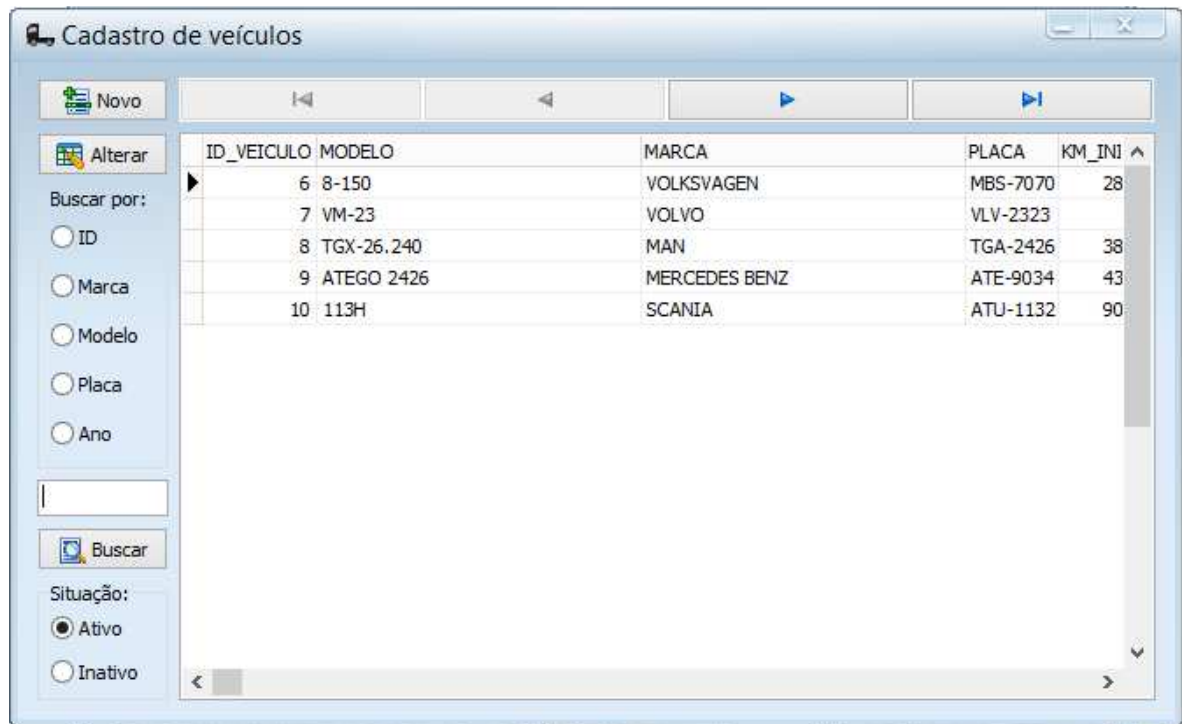 Cadastro de veículos
Novo
Alterar
Buscar por:
ID
Marca
Modelo
Placa
Ano
Buscar
Situação:
Ativo
Inativo
ID_VEICULO MODELO MARCA PLACA KM_INI
6 8-150 VOLKSVAGEN MBS-7070 28
7 VM-23 VOLVO VLV-2323
8 TGX-26.240 MAN TGA-2426 38
9 ATEGO 2426 MERCEDES BENZ ATE-9034 43
10 113H SCANIA ATU-1132 90